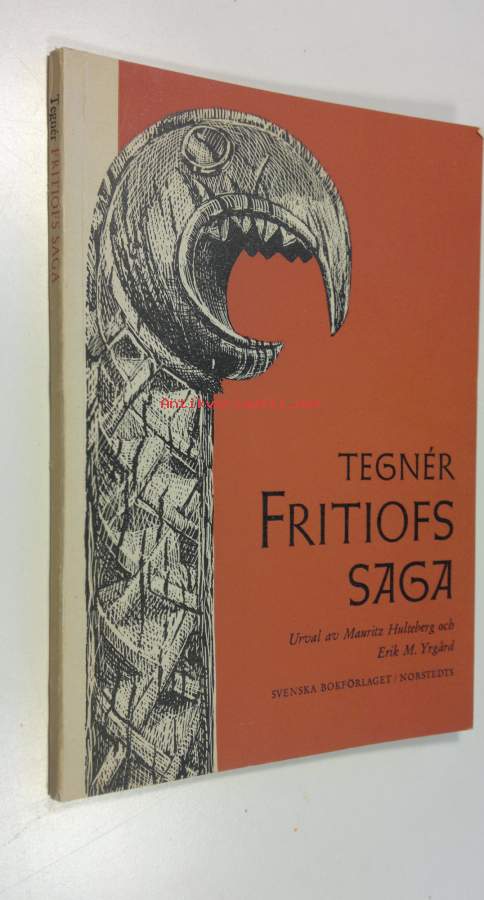 Tegnér FRITIOFS SAGA
TEGNÉR
FRITIOFS
SAGA
Urval av Mauritz Hulteberg och
Erik M. Yrgård
SVENSKA BOKFÖRLAGET / NORSTEDTS